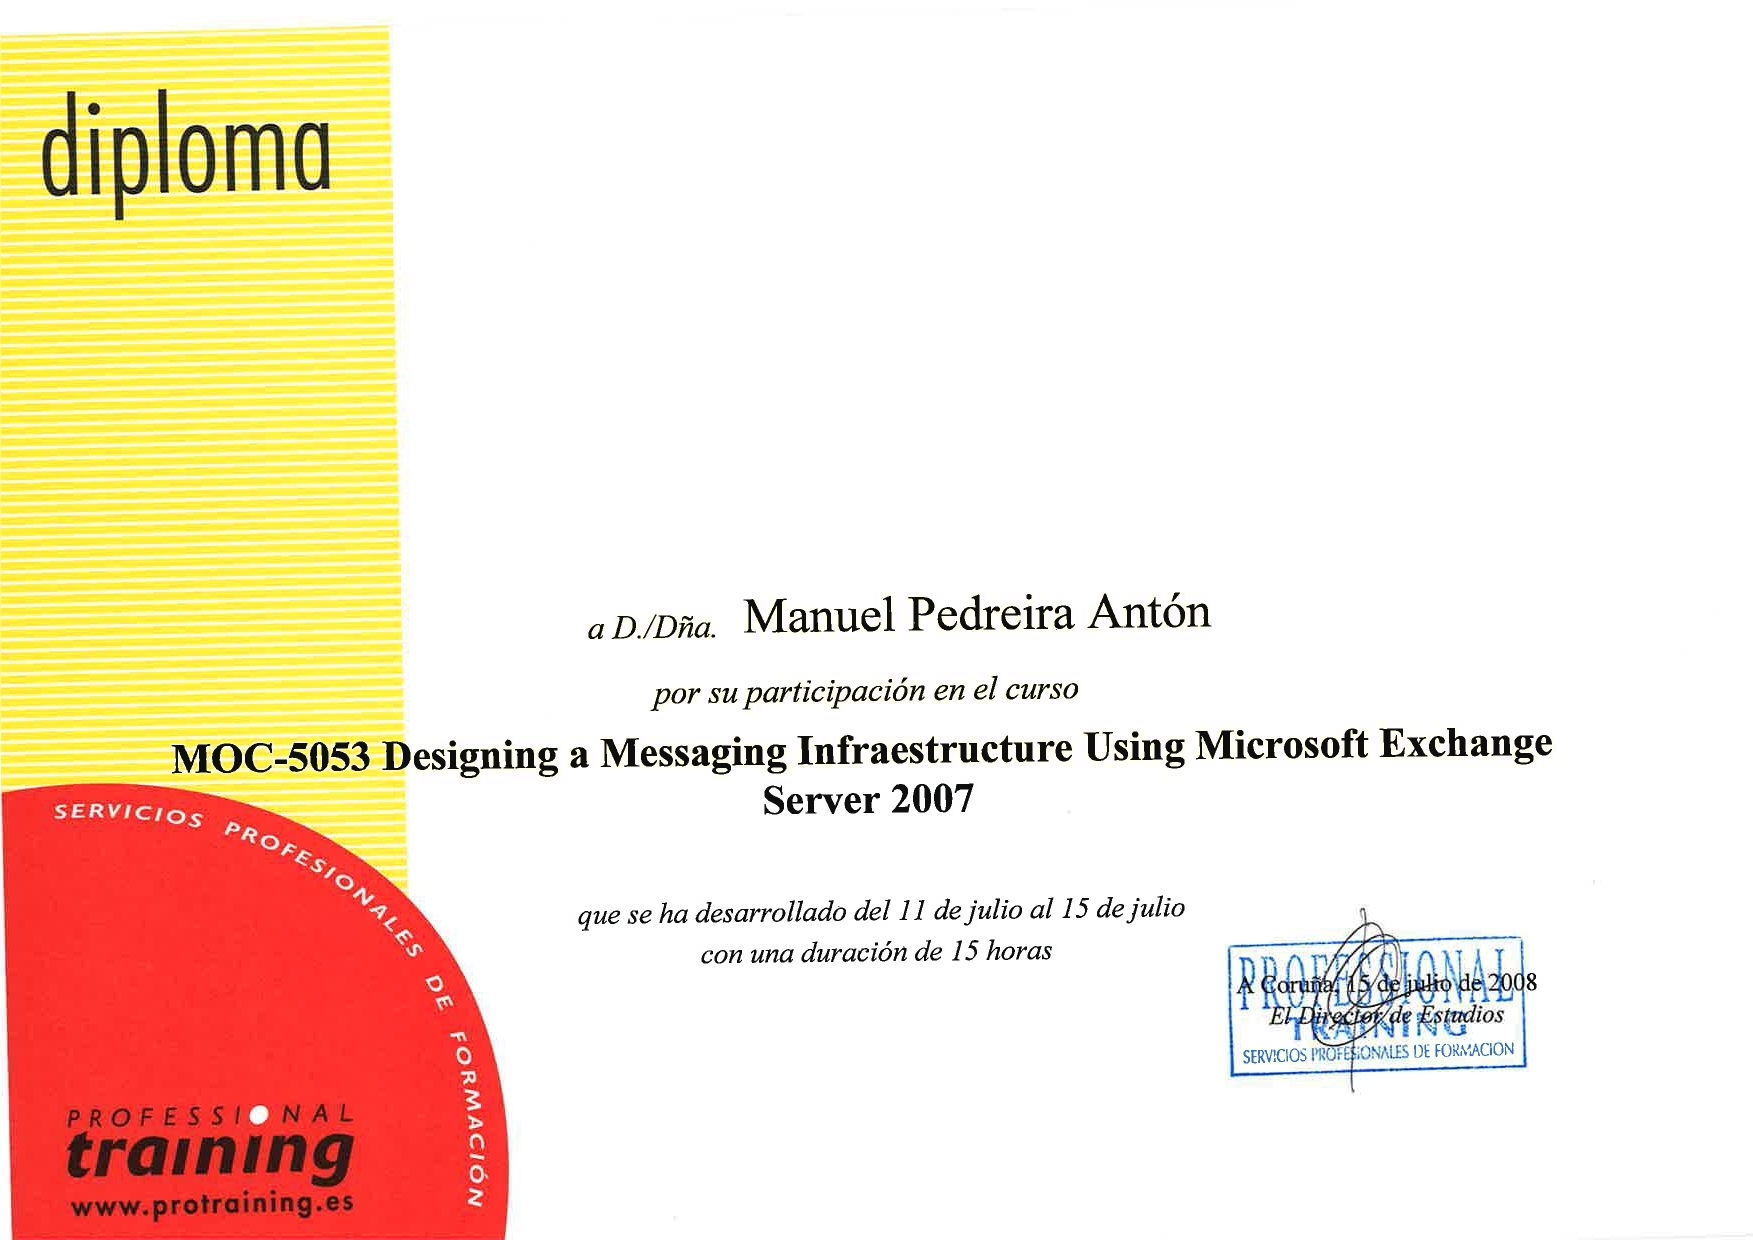 diploma
a D./Dña. Manuel Pedreira Antón
por su participación en el curso
MOC-5053 Designing a Messaging Infraestructure Using Microsoft Exchange
Server 2007
que se ha desarrollado del 11 de julio al 15 de julio
con una duración de 15 horas
PROFESSIONAL
A Coruña, 15 de julio de 2008
El Director de Estudios
TRAINING
SERVICIOS PROFESIONALES DE FORMACION
SERVICIOS PROFESIONALES DE FORMACIÓN
PROFESSIONAL
training
www.protraining.es